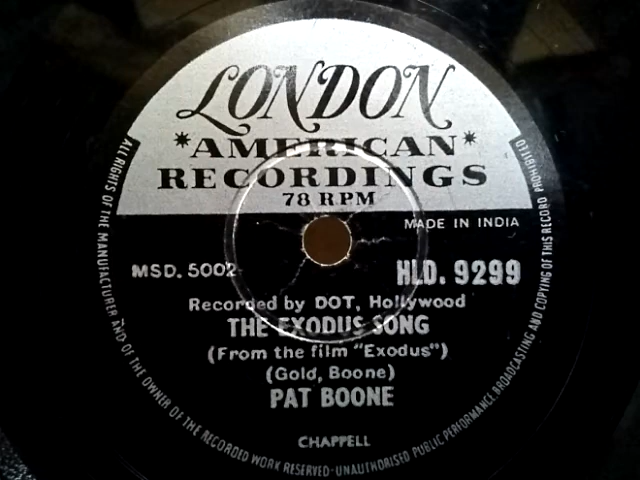 LONDON
*AMERICAN*
RECORDINGS
78 RPM
MADE IN INDIA
MSD. 5002
HLD. 9299
Recorded by DOT, Hollywood
THE EXODUS SONG
(From the film "Exodus")
(Gold, Boone)
PAT BOONE
CHAPPELL
ALL RIGHTS OF THE MANUFACTURER AND OF THE OWNER OF THE RECORDED WORK RESERVED·UNAUTHORISED PUBLIC PERFORMANCE BROADCASTING AND COPYING OF THIS RECORD PROHIBITED